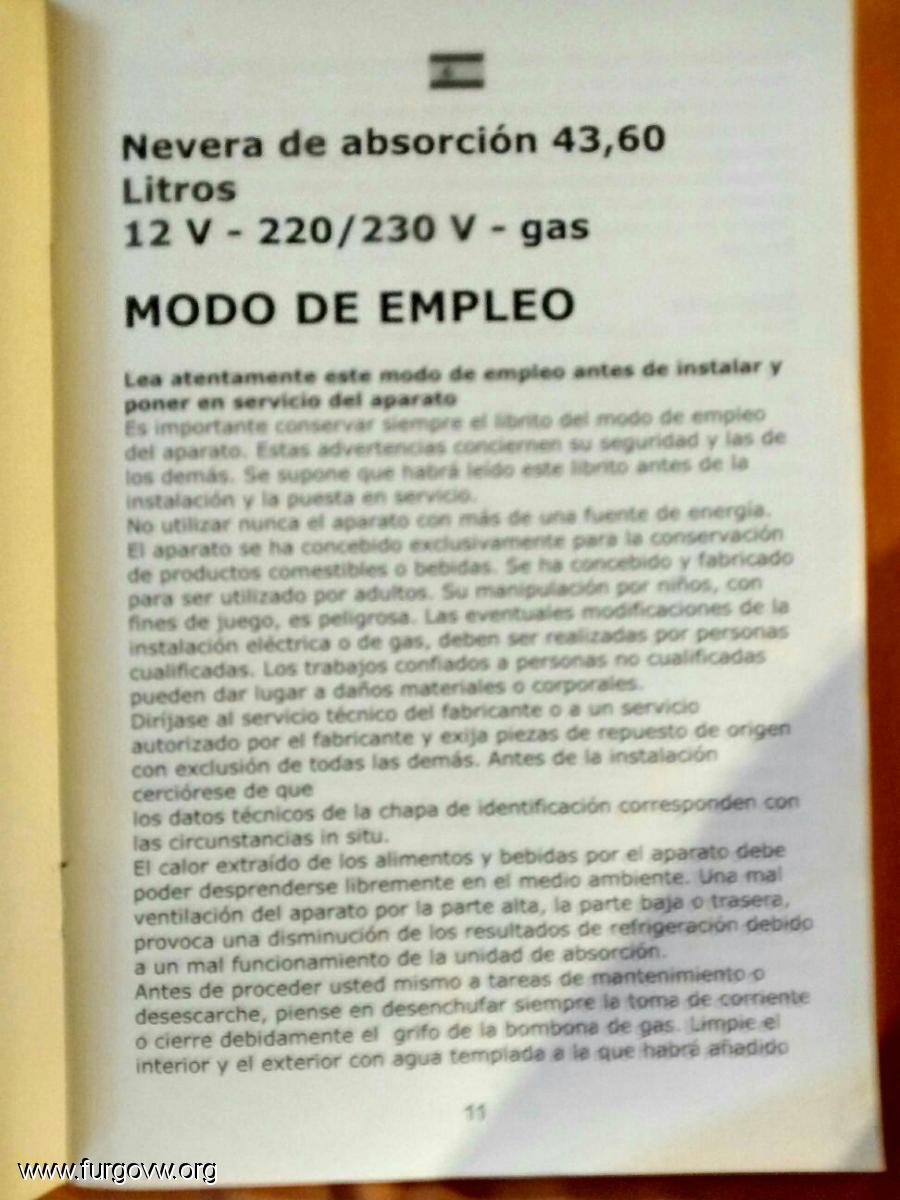 Nevera de absorción 43,60
Litros
12 V - 220/230 V - gas
MODO DE EMPLEO
Lea atentamente este modo de empleo antes de instalar y
poner en servicio del aparato
Es importante conservar siempre el librito del modo de empleo
del aparato. Estas advertencias conciernen su seguridad y las de
los demás. Se supone que habrá leído este librito antes de la
instalación y la puesta en servicio.
No utilizar nunca el aparato con más de una fuente de energía.
El aparato se ha concebido exclusivamente para la conservación
de productos comestibles o bebidas. Se ha concebido y fabricado
para ser utilizado por adultos. Su manipulación por niños, con
fines de juego, es peligrosa. Las eventuales modificaciones de la
instalación eléctrica o de gas, deben ser realizadas por personas
cualificadas. Los trabajos confiados a personas no cualificadas
pueden dar lugar a daños materiales o corporales.
Diríjase al servicio técnico del fabricante o a un servicio
autorizado por el fabricante y exija piezas de repuesto de origen
con exclusión de todas las demás. Antes de la instalación
cerciórese de que
los datos técnicos de la chapa de identificación corresponden con
las circunstancias in situ.
El calor extraído de los alimentos y bebidas por el aparato debe
poder desprenderse libremente en el medio ambiente. Una mal
ventilación del aparato por la parte alta, la parte baja o trasera,
provoca una disminución de los resultados de refrigeración debido
a un mal funcionamiento de la unidad de absorción.
Antes de proceder usted mismo a tareas de mantenimiento o
desescarche, piense en desenchufar siempre la toma de corriente
o cierre debidamente el grifo de la bombona de gas. Limpie el
interior y el exterior con agua templada a la que habrá añadido
11
www.furgovw.org